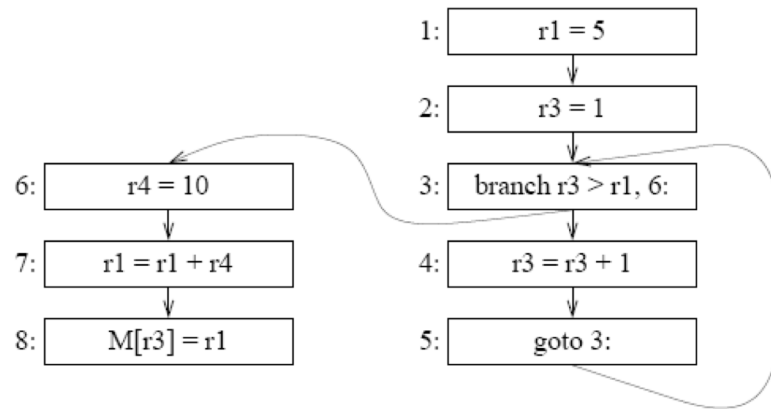 1: r1 = 5
2: r3 = 1
3: branch r3 > r1, 6:
4: r3 = r3 + 1
5: goto 3:
6: r4 = 10
7: r1 = r1 + r4
8: M[r3] = r1